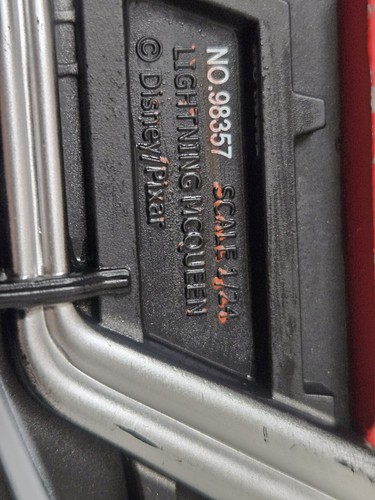 NO.98357 SCALE 1/24
LIGHTNING MCQUEEN
© Disney/Pixar